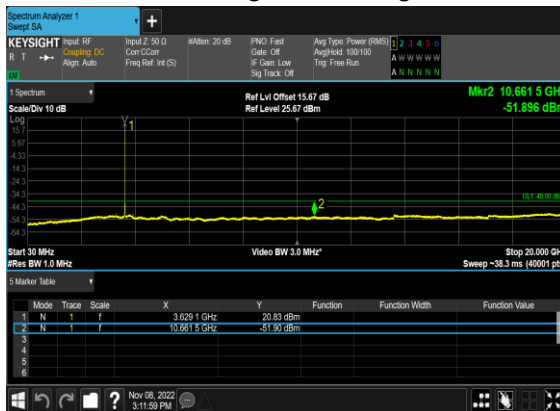 Spectrum Analyzer 1
Swept SA
+
KEYSIGHT Input: RF Input Z: 50 Ω #Atten: 20 dB PNO: Fast Avg Type: Power (RMS) 1 2 3 4 5 6
R T Coupling: DC Corr CCorr Gate: Off Avg|Hold: 100/100 A W W W W W
Align: Auto Freq Ref: Int (S) IF Gain: Low Trig: Free Run
Sig Track: Off A N N N N N
1 Spectrum Ref Lvl Offset 15.67 dB Mkr2 10.661 5 GH
Scale/Div 10 dB Ref Level 25.67 dBm -51.896 dBr
Log
15.7
5.67
-4.33
-14.3
-24.3
-34.3
-44.3
-54.3
-64.3
1
2
Start 30 MHz Video BW 3.0 MHz* Stop 20.000 GH
#Res BW 1.0 MHz Sweep ~38.3 ms (40001 pt
5 Marker Table
Mode Trace Scale X Y Function Function Width Function Value
1 N 1 f 3.629 1 GHz 20.83 dBm
2 N 1 f 10.661 5 GHz -51.90 dBm
3
4
5
6
? Nov 08, 2022
3:11:59 PM